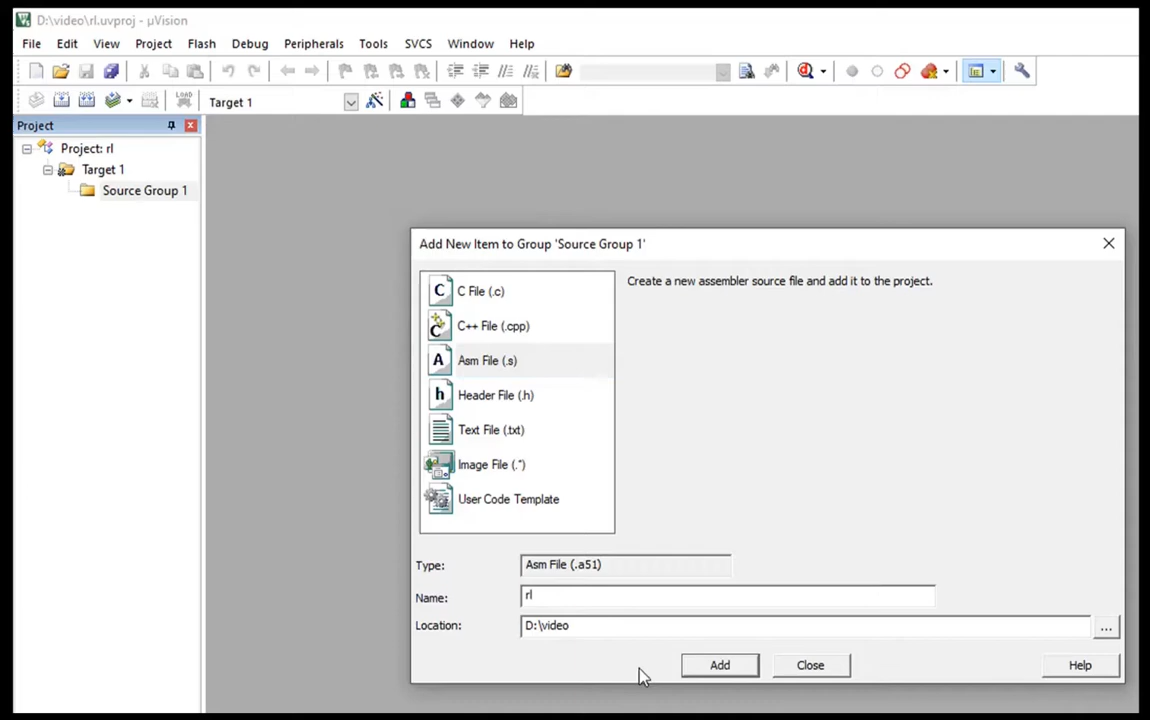 D:\video\rl.uvproj - µVision
File Edit View Project Flash Debug Peripherals Tools SVCS Window Help
LOAD
Target 1
Project
Project: rl
Target 1
Source Group 1
Add New Item to Group 'Source Group 1'
C File (.c)
C++ File (.cpp)
Asm File (.s)
Header File (.h)
Text File (.txt)
Image File (.*)
User Code Template
Create a new assembler source file and add it to the project.
Type: Asm File (.a51)
Name: rl
Location: D:\video ...
Add Close Help